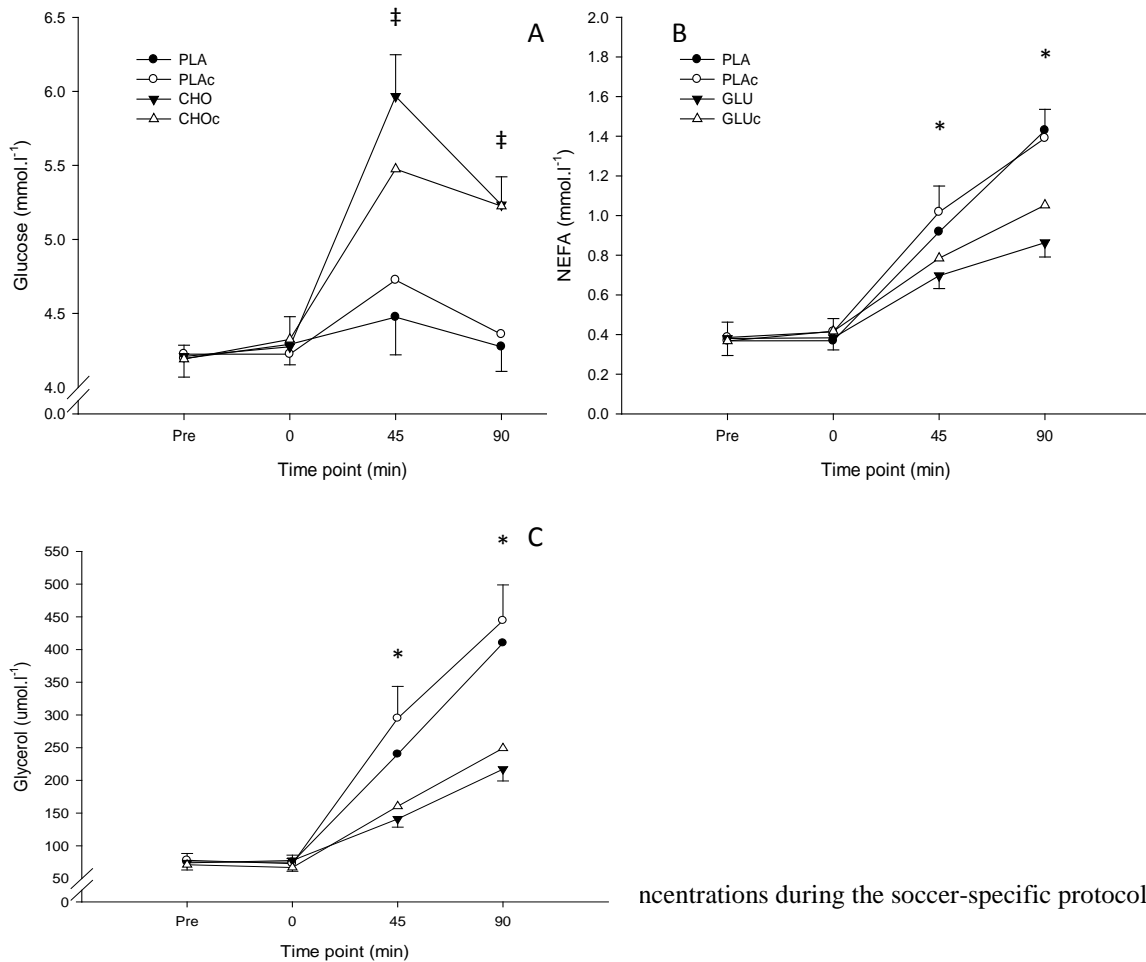 A
‡
‡
PLA
PLAc
CHO
CHOc
6.5
6.0
5.5
5.0
4.5
4.0
0.0
Glucose (mmol.l⁻¹)
Pre 0 45 90
Time point (min)
B
*
*
PLA
PLAc
GLU
GLUc
2.0
1.8
1.6
1.4
1.2
1.0
0.8
0.6
0.4
0.2
0.0
NEFA (mmol.l⁻¹)
Pre 0 45 90
Time point (min)
C
*
*
550
500
450
400
350
300
250
200
150
100
50
0
Glycerol (umol.l⁻¹)
Pre 0 45 90
Time point (min)
ncentrations during the soccer-specific protocol